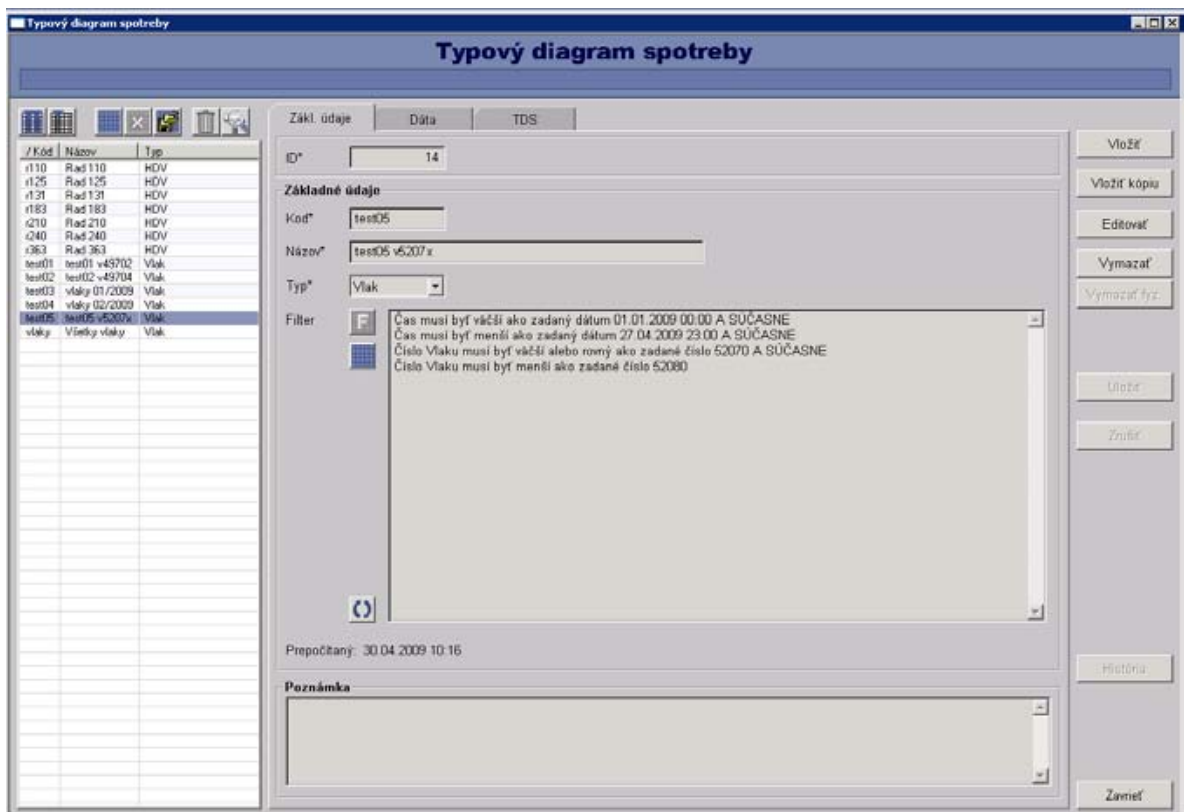 Typový diagram spotreby
Typový diagram spotreby
Zákl. údaje Dáta TDS
/ Kód Názov Typ
r110 Rad 110 HDV
r125 Rad 125 HDV
r131 Rad 131 HDV
r183 Rad 183 HDV
r210 Rad 210 HDV
r240 Rad 240 HDV
r363 Rad 363 HDV
test01 test01 v49702 Vlak
test02 test02 v49704 Vlak
test03 vlaky 01/2009 Vlak
test04 vlaky 02/2009 Vlak
test05 test05 v5207x Vlak
vlaky Všetky vlaky Vlak
ID* 14
Základné údaje
Kod* test05
Názov* test05 v5207x
Typ* Vlak
Filter F
Čas musí byť väčší ako zadaný dátum 01.01.2009 00:00 A SÚČASNE
Čas musí byť menší ako zadaný dátum 27.04.2009 23:00 A SÚČASNE
Číslo Vlaku musí byť väčší alebo rovný ako zadané číslo 52070 A SÚČASNE
Číslo Vlaku musí byť menší ako zadané číslo 52080
Prepočítaný: 30.04.2009 10:16
Poznámka
Vložiť
Vložiť kópiu
Editovať
Vymazať
Vymazať fyz.
Uložiť
Zrušiť
História
Zavrieť